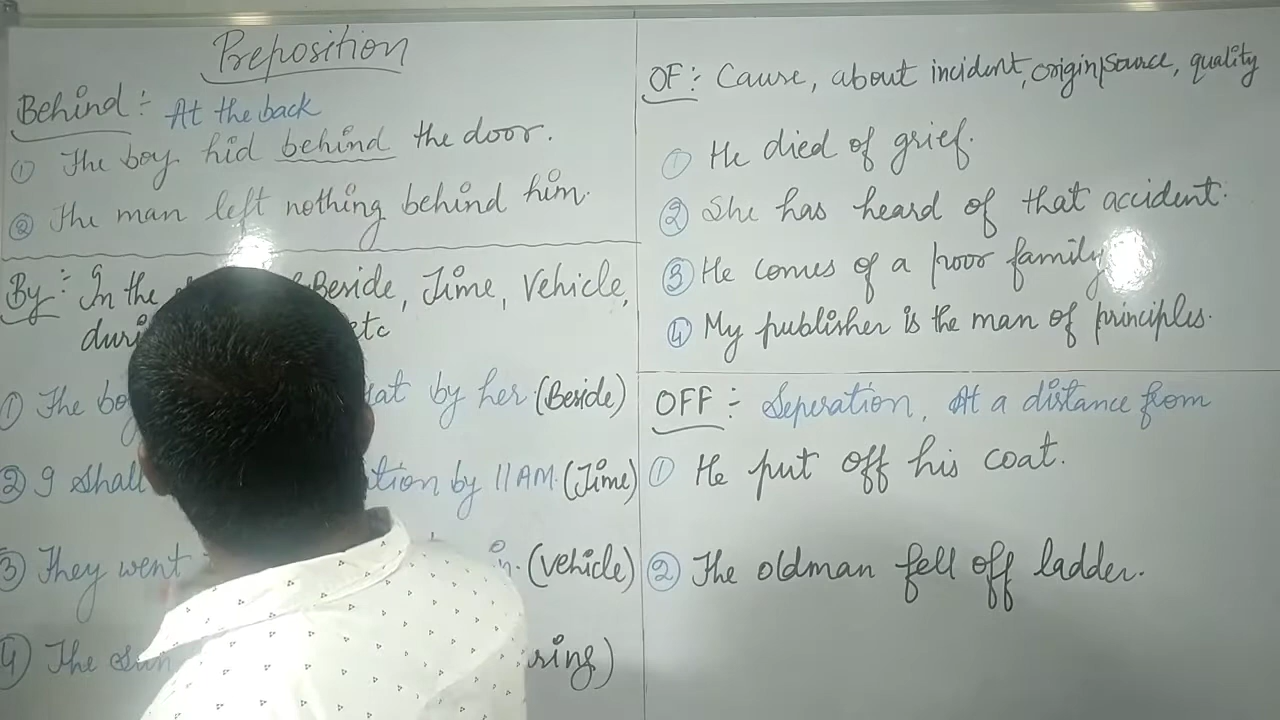 Preposition
Behind :- At the back
① The boy hid behind the door.
② The man left nothing behind him.
By :- In the Beside, Time, Vehicle,
etc
① The sat by her (Beside)
② I shall by 11 AM. (Time)
③ They went (Vehicle)
④ The Sun
OF :- Cause, about incident, origin/source, quality
① He died of grief.
② She has heard of that accident.
③ He comes of a poor family
④ My publisher is the man of principles.
OFF :- Seperation, At a distance from
① He put off his coat.
② The oldman fell off ladder.